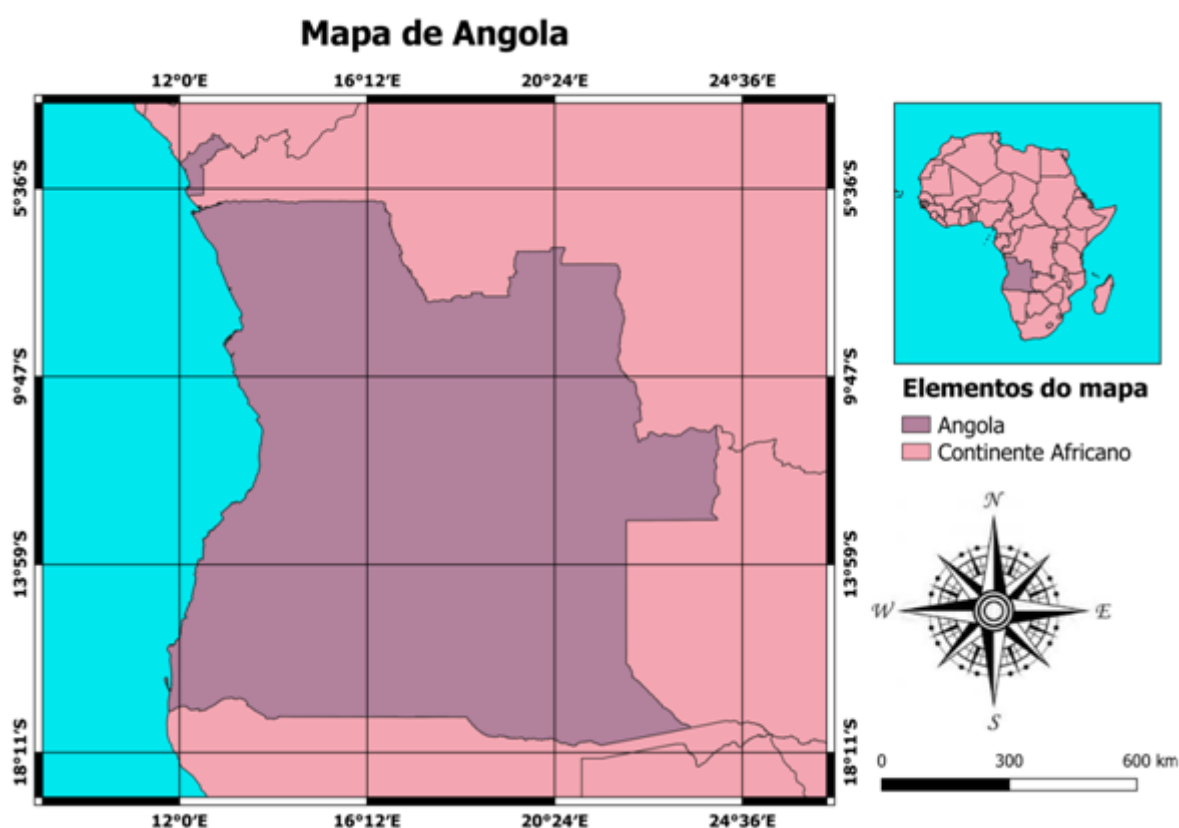 Mapa de Angola
12°0′E 16°12′E 20°24′E 24°36′E
5°36′S
9°47′S
13°59′S
18°11′S
5°36′S
9°47′S
13°59′S
18°11′S
12°0′E 16°12′E 20°24′E 24°36′E
Elementos do mapa
Angola
Continente Africano
N
W E
S
0 300 600 km